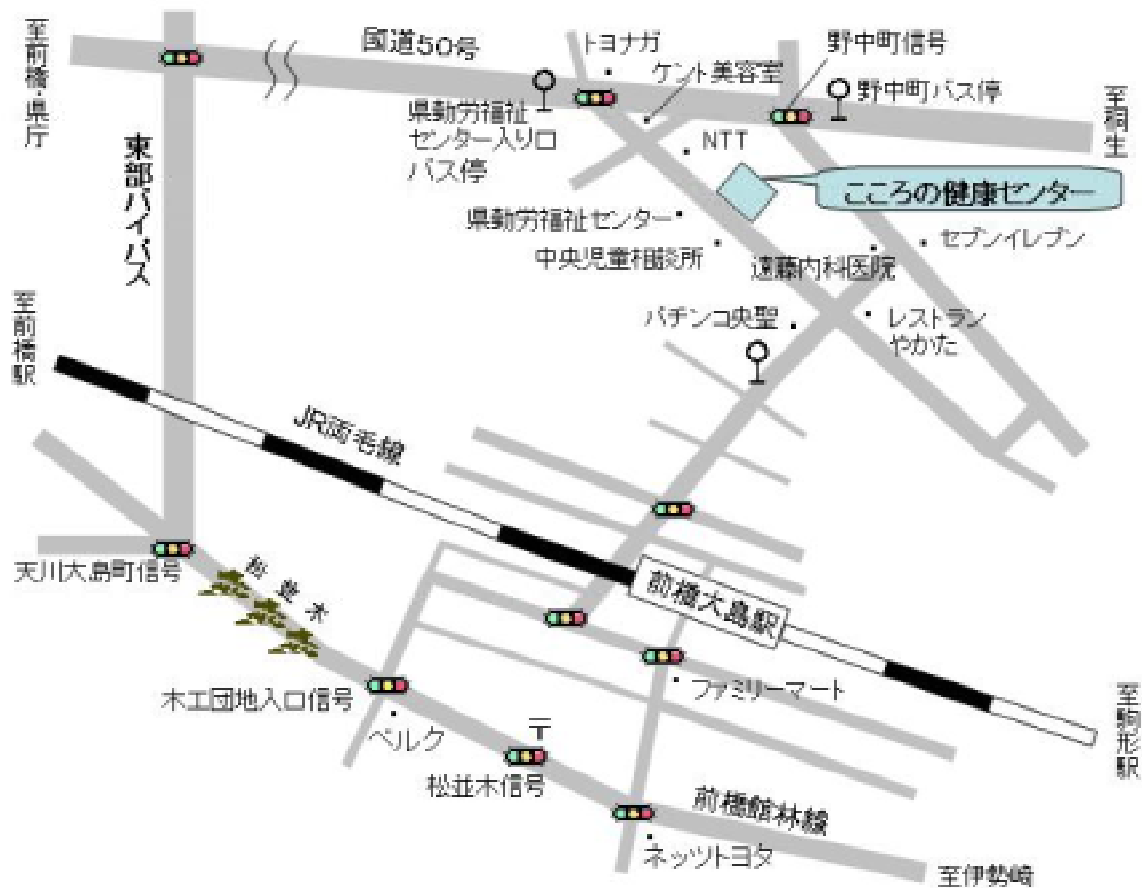 至前橋・県庁
国道50号
トヨナガ
ケント美容室
野中町信号
野中町バス停
至桐生
県勤労福祉
センター入り口
バス停
NTT
こころの健康センター
東部バイパス
県勤労福祉センター
中央児童相談所
遠藤内科医院
セブンイレブン
パチンコ央聖
レストラン
やかた
至前橋駅
JR両毛線
天川大島町信号
松並木
前橋大島駅
木工団地入口信号
ベルク
〒
松並木信号
ファミリーマート
至駒形駅
前橋館林線
ネッツトヨタ
至伊勢崎